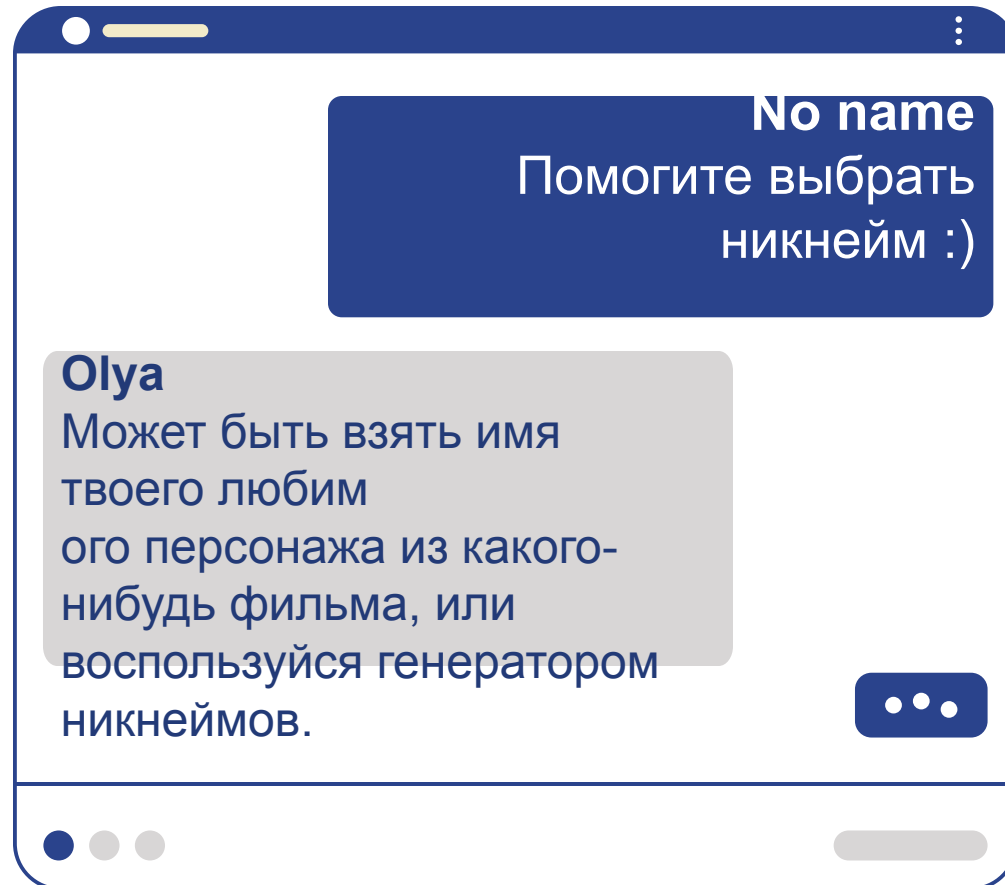 No name
Помогите выбрать
никнейм :)
Olya
Может быть взять имя
твоего любим
ого персонажа из какого-
нибудь фильма, или
воспользуйся генератором
никнеймов.